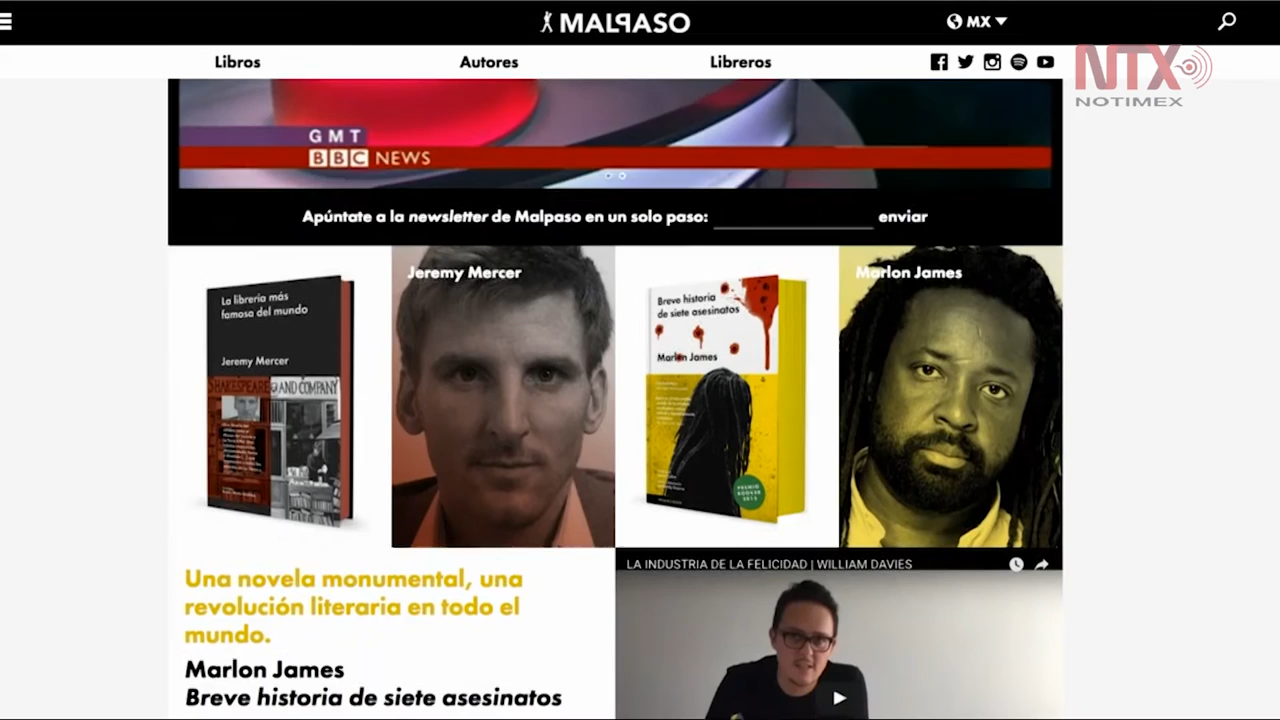 MALPASO
MX
Libros
Autores
Libreros
NTX
NOTIMEX
GMT
BBC NEWS
Apúntate a la newsletter de Malpaso en un solo paso:
enviar
Jeremy Mercer
La librería más
famosa del mundo
Jeremy Mercer
SHAKESPEARE AND COMPANY
Marlon James
Breve historia
de siete asesinatos
Marlon James
PREMIO
BOOKER
2015
Una novela monumental, una
revolución literaria en todo el
mundo.
Marlon James
Breve historia de siete asesinatos
LA INDUSTRIA DE LA FELICIDAD | WILLIAM DAVIES